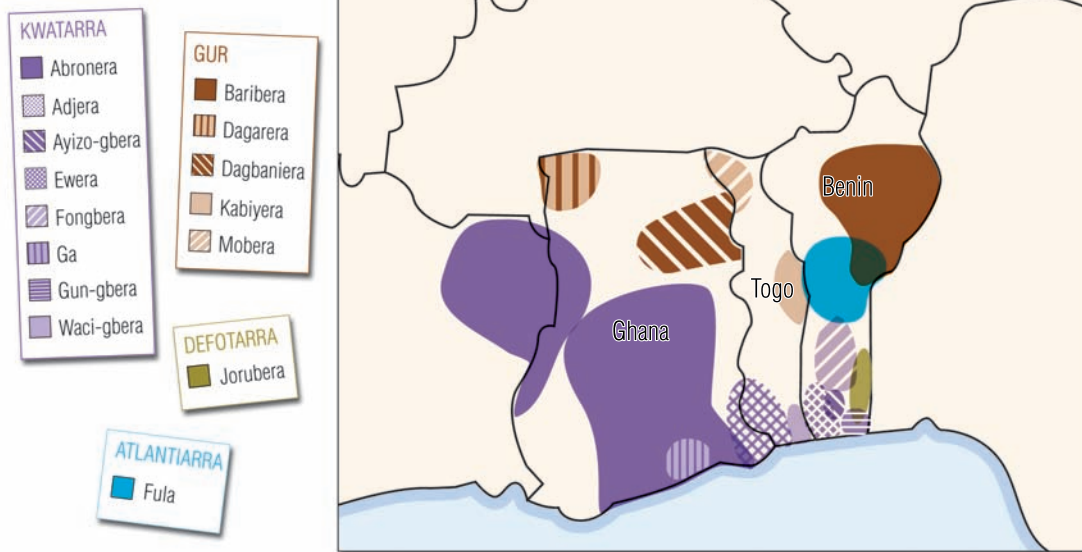 KWATARRA
Abronera
Adjera
Ayizo-gbera
Ewera
Fongbera
Ga
Gun-gbera
Waci-gbera
GUR
Baribera
Dagarera
Dagbaniera
Kabiyera
Mobera
DEFOTARRA
Jorubera
ATLANTIARRA
Fula
Benin
Togo
Ghana